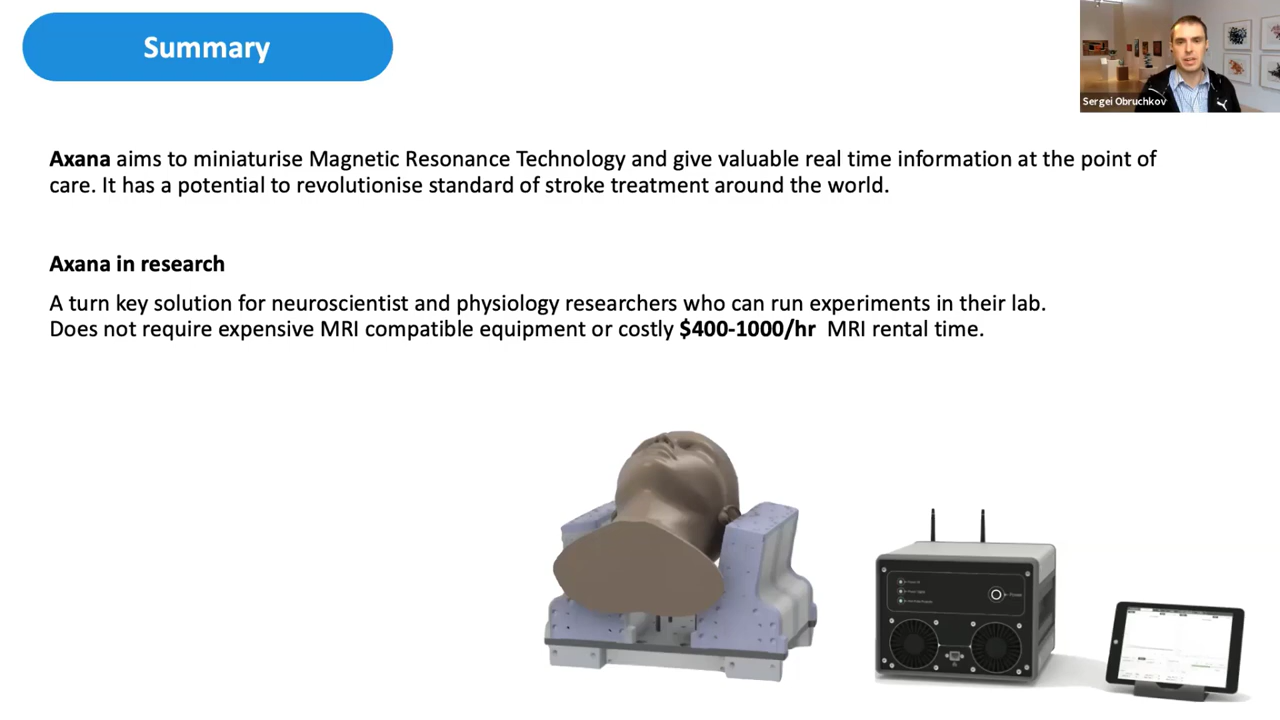 Summary
Sergei Obruchkov
Axana aims to miniaturise Magnetic Resonance Technology and give valuable real time information at the point of
care. It has a potential to revolutionise standard of stroke treatment around the world.
Axana in research
A turn key solution for neuroscientist and physiology researchers who can run experiments in their lab.
Does not require expensive MRI compatible equipment or costly $400-1000/hr MRI rental time.
Power